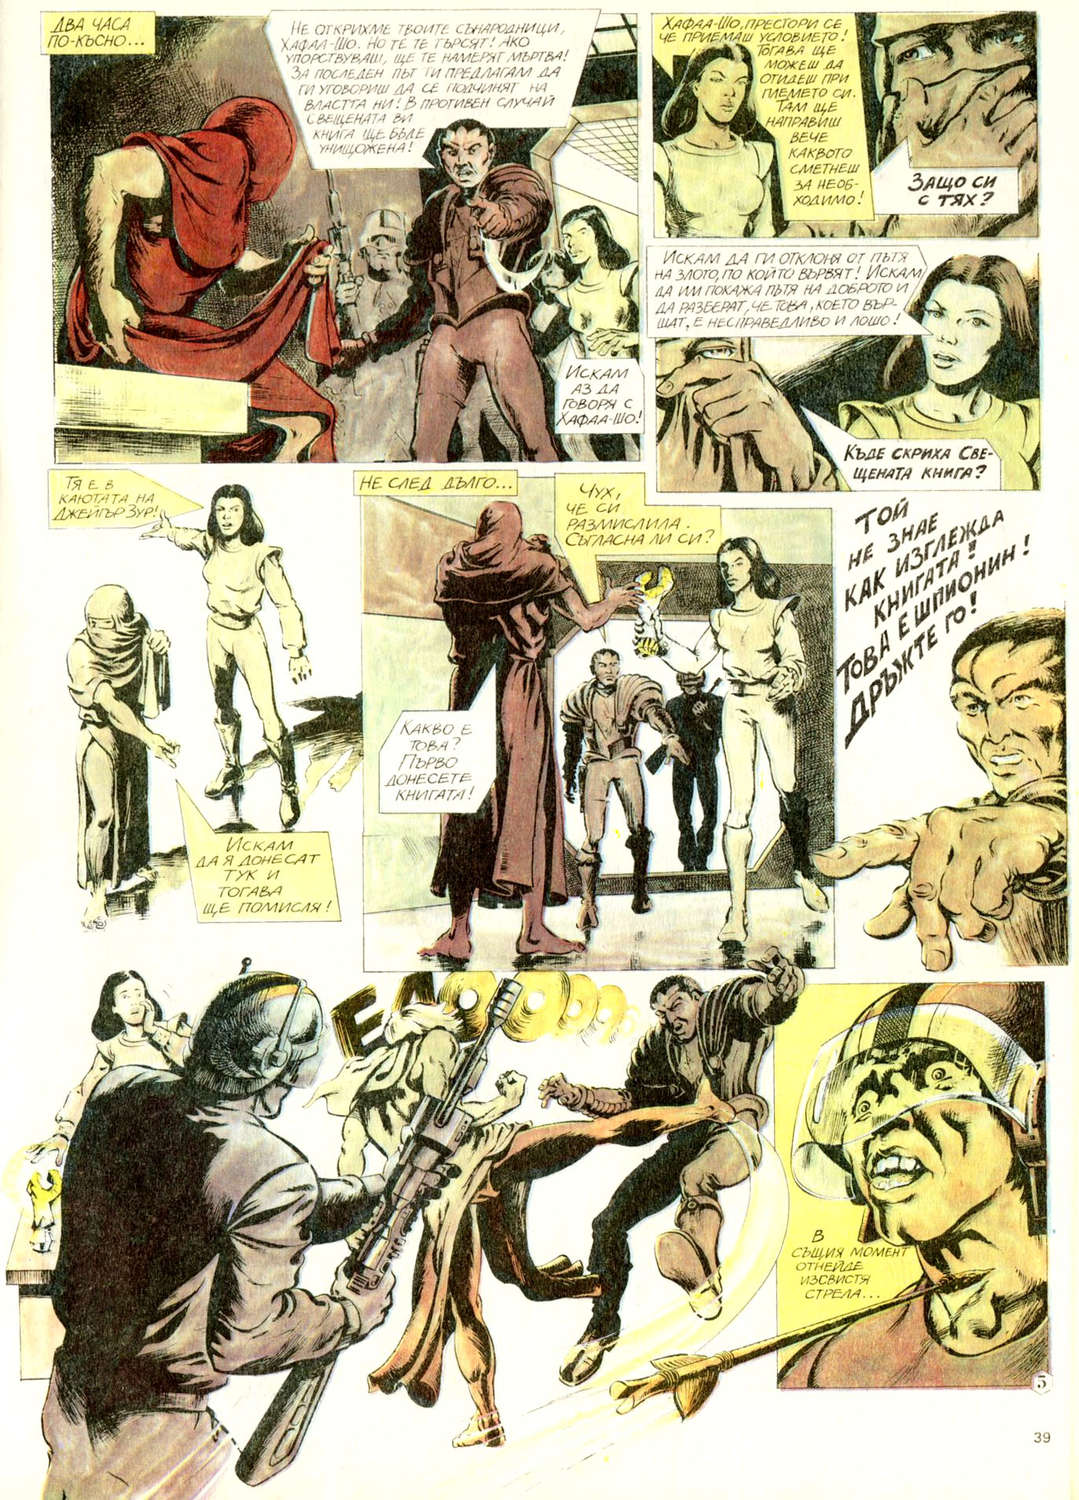 ДВА ЧАСА
ПО-КЪСНО...
НЕ ОТКРИХМЕ ТВОИТЕ СЪНАРОДНИЦИ,
ХАФАА-ШО. НО ТЕ ТЕ ТЪРСЯТ! АКО
УПОРСТВУВАШ, ЩЕ ТЕ НАМЕРЯТ МЪРТВА!
ЗА ПОСЛЕДЕН ПЪТ ТИ ПРЕДЛАГАМ ДА
ГИ УГОВОРИШ ДА СЕ ПОДЧИНЯТ НА
ВЛАСТТА НИ! В ПРОТИВЕН СЛУЧАЙ
СВЕЩЕНАТА ВИ
КНИГА ЩЕ БЪДЕ
УНИЩОЖЕНА!
ИСКАМ
АЗ ДА
ГОВОРЯ С
ХАФАА-ШО!
ХАФАА-ШО, ПРЕСТОРИ СЕ
ЧЕ ПРИЕМАШ УСЛОВИЕТО!
ТОГАВА ЩЕ
МОЖЕШ ДА
ОТИДЕШ ПРИ
ПЛЕМЕТО СИ.
ТАМ ЩЕ
НАПРАВИШ
ВЕЧЕ
КАКВОТО
СМЕТНЕШ
ЗА НЕОБ-
ХОДИМО!
ЗАЩО СИ
С ТЯХ?
ИСКАМ ДА ГИ ОТКЛОНЯ ОТ ПЪТЯ
НА ЗЛОТО, ПО КОЙТО ВЪРВЯТ! ИСКАМ
ДА ИМ ПОКАЖА ПЪТЯ НА ДОБРОТО И
ДА РАЗБЕРАТ, ЧЕ ТОВА, КОЕТО ВЪР-
ШАТ, Е НЕСПРАВЕДЛИВО И ЛОШО!
КЪДЕ СКРИХА СВЕ-
ЩЕНАТА КНИГА?
ТЯ Е В
КАЮТАТА НА
ДЖЕЙГЪР ЗУР!
ИСКАМ
ДА Я ДОНЕСАТ
ТУК И
ТОГАВА
ЩЕ ПОМИСЛЯ!
НЕ СЛЕД ДЪЛГО...
ЧУХ,
ЧЕ СИ
РАЗМИСЛИЛА.
СЪГЛАСНА ЛИ СИ?
КАКВО Е
ТОВА?
ПЪРВО
ДОНЕСЕТЕ
КНИГАТА!
ТОЙ
НЕ ЗНАЕ
КАК ИЗГЛЕЖДА
КНИГАТА!
ТОВА Е ШПИОНИН!
ДРЪЖТЕ ГО!
В
СЪЩИЯ МОМЕНТ
ОТНЕЙДЕ
ИЗСВИСТЯ
СТРЕЛА...
5
39